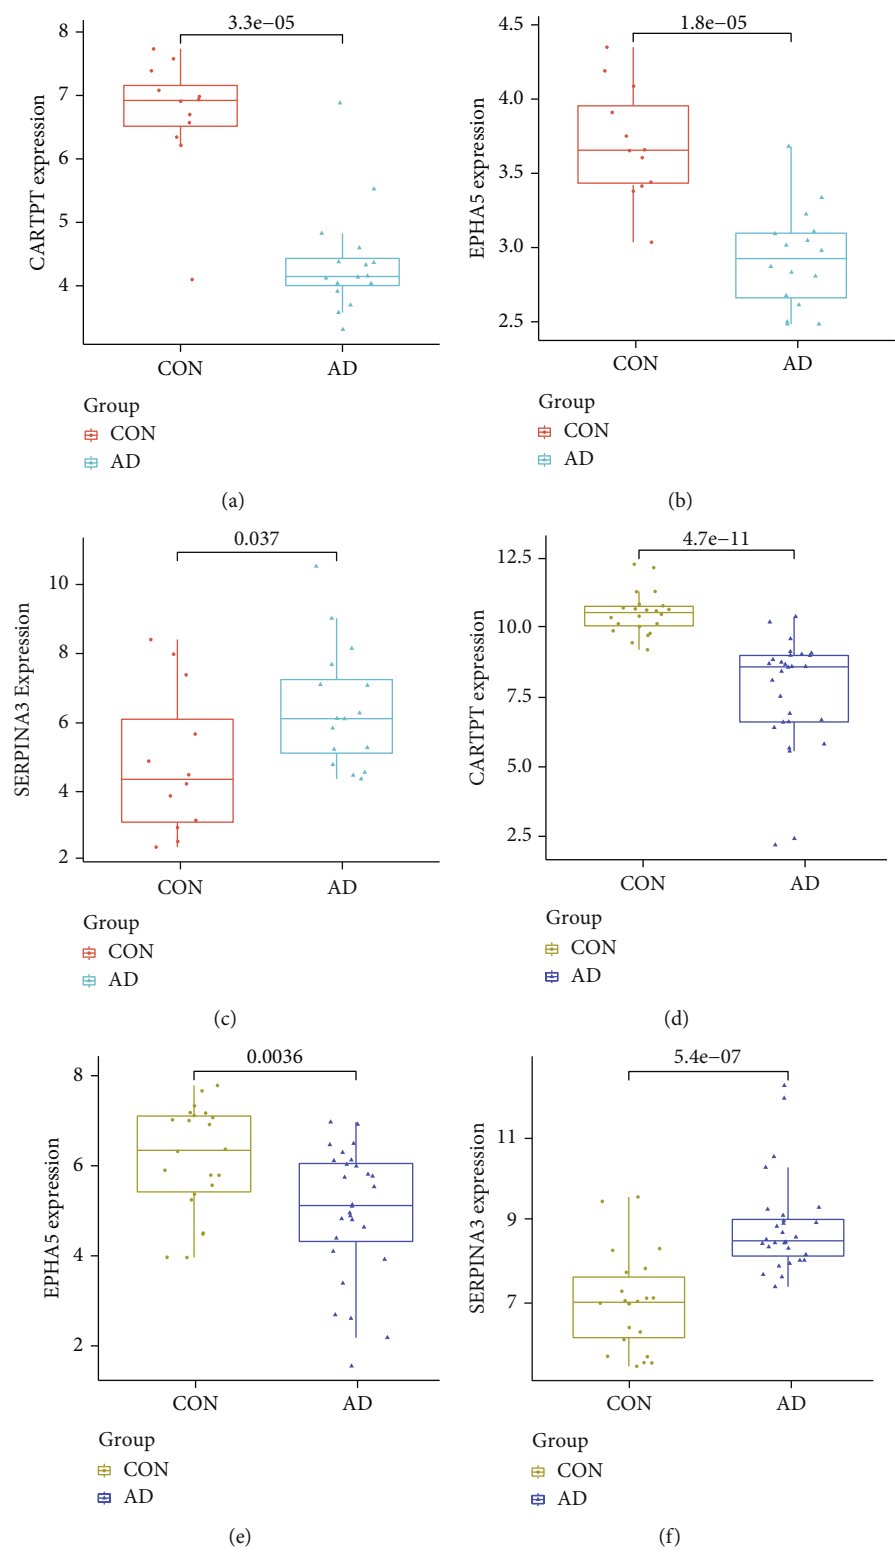 3.3e−05
8
7
6
5
4
CARTPT expression
CON
AD
Group
CON
AD
(a)
1.8e−05
4.5
4.0
3.5
3.0
2.5
EPHA5 expression
CON
AD
Group
CON
AD
(b)
0.037
10
8
6
4
2
SERPINA3 Expression
CON
AD
Group
CON
AD
(c)
4.7e−11
12.5
10.0
7.5
5.0
2.5
CARTPT expression
CON
AD
Group
CON
AD
(d)
0.0036
8
6
4
2
EPHA5 expression
CON
AD
Group
CON
AD
(e)
5.4e−07
11
9
7
SERPINA3 expression
CON
AD
Group
CON
AD
(f)